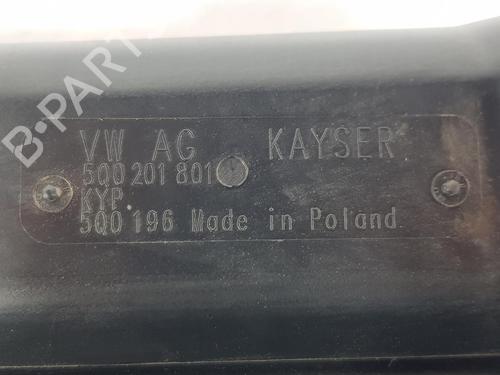 B-PARTS
VW AG KAYSER
5Q0 201 801
KYP.
5Q0 196 Made in Poland